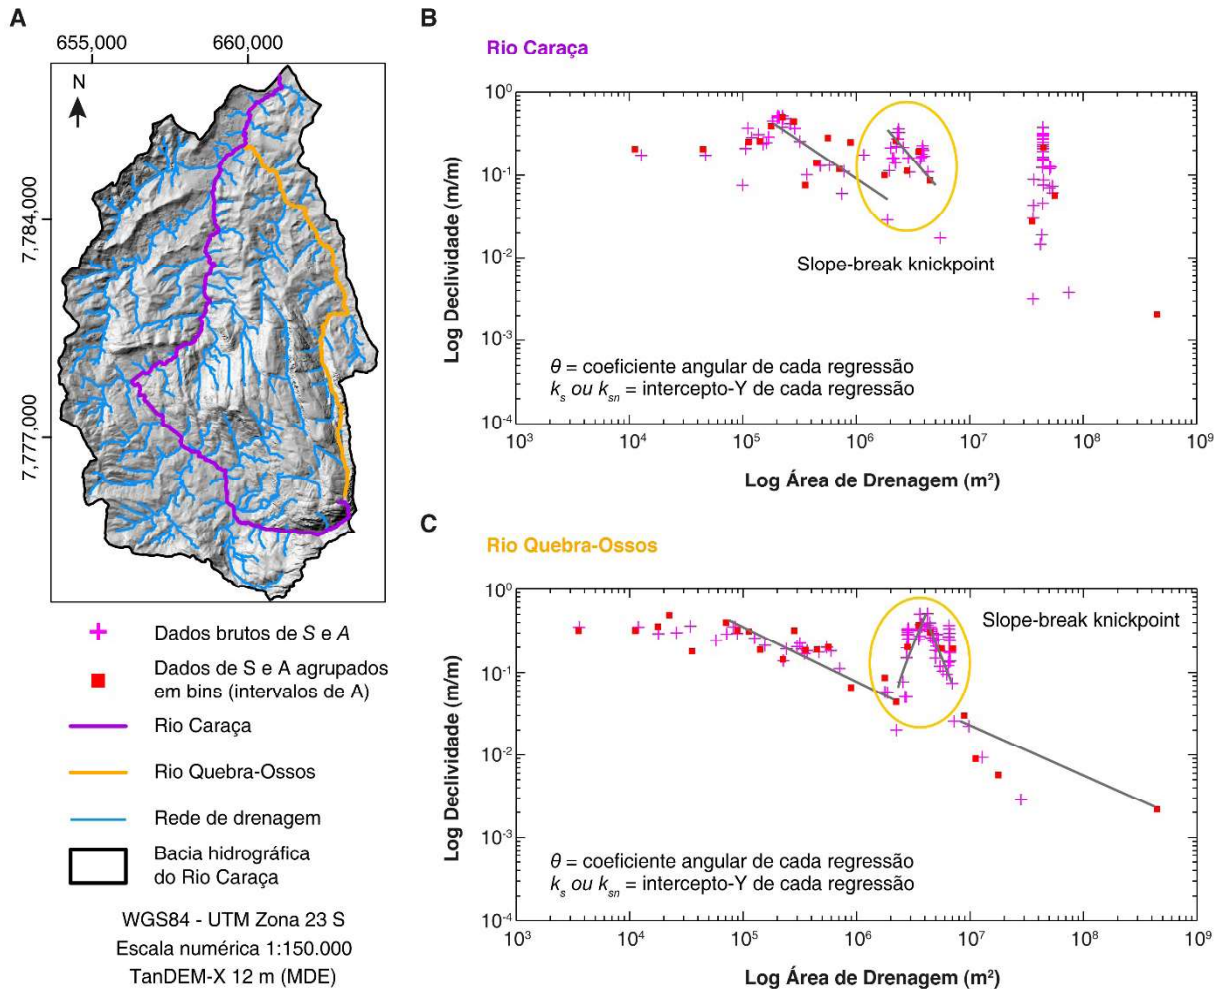 A
655,000
660,000
N
7,784,000
7,777,000
Dados brutos de S e A
Dados de S e A agrupados
em bins (intervalos de A)
Rio Caraça
Rio Quebra-Ossos
Rede de drenagem
Bacia hidrográfica
do Rio Caraça
WGS84 - UTM Zona 23 S
Escala numérica 1:150.000
TanDEM-X 12 m (MDE)
B
Rio Caraça
Log Declividade (m/m)
10⁰
10⁻¹
10⁻²
10⁻³
10⁻⁴
Slope-break knickpoint
θ = coeficiente angular de cada regressão
kₛ ou kₛₙ = intercepto-Y de cada regressão
10³
10⁴
10⁵
10⁶
10⁷
10⁸
10⁹
Log Área de Drenagem (m²)
C
Rio Quebra-Ossos
Log Declividade (m/m)
10⁰
10⁻¹
10⁻²
10⁻³
10⁻⁴
Slope-break knickpoint
θ = coeficiente angular de cada regressão
kₛ ou kₛₙ = intercepto-Y de cada regressão
10³
10⁴
10⁵
10⁶
10⁷
10⁸
10⁹
Log Área de Drenagem (m²)